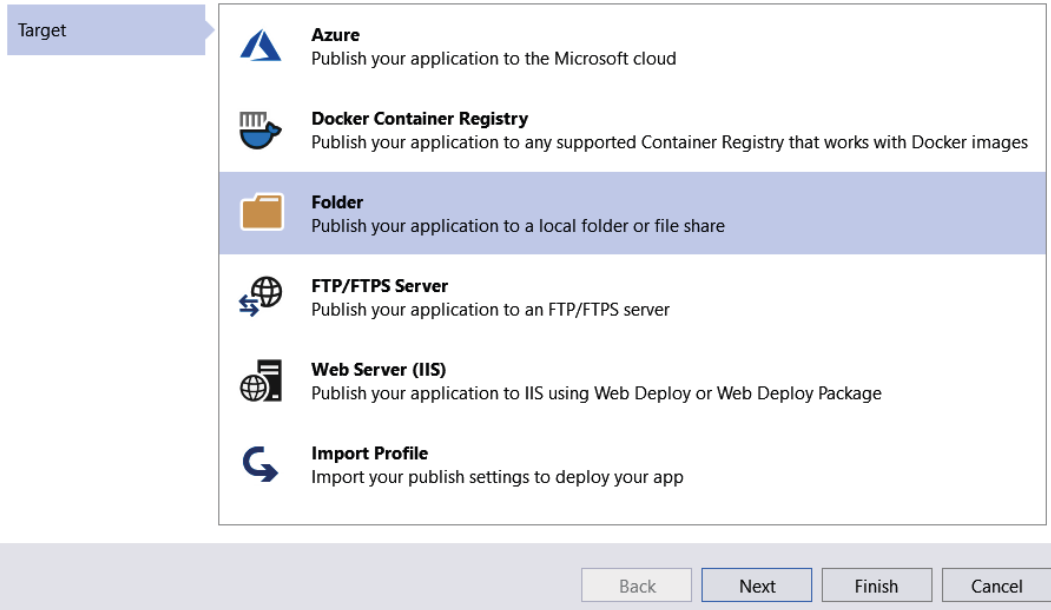 Target
Azure
Publish your application to the Microsoft cloud
Docker Container Registry
Publish your application to any supported Container Registry that works with Docker images
Folder
Publish your application to a local folder or file share
FTP/FTPS Server
Publish your application to an FTP/FTPS server
Web Server (IIS)
Publish your application to IIS using Web Deploy or Web Deploy Package
Import Profile
Import your publish settings to deploy your app
Back Next Finish Cancel